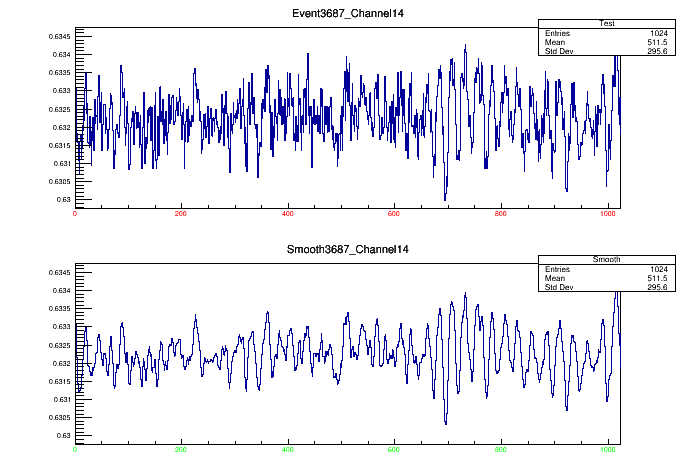 Event3687_Channel14
Test
Entries 1024
Mean 511.5
Std Dev 295.6
0.6345
0.634
0.6335
0.633
0.6325
0.632
0.6315
0.631
0.6305
0.63
0 200 400 600 800 1000
Smooth3687_Channel14
Smooth
Entries 1024
Mean 511.5
Std Dev 295.6
0.6345
0.634
0.6335
0.633
0.6325
0.632
0.6315
0.631
0.6305
0.63
0 200 400 600 800 1000